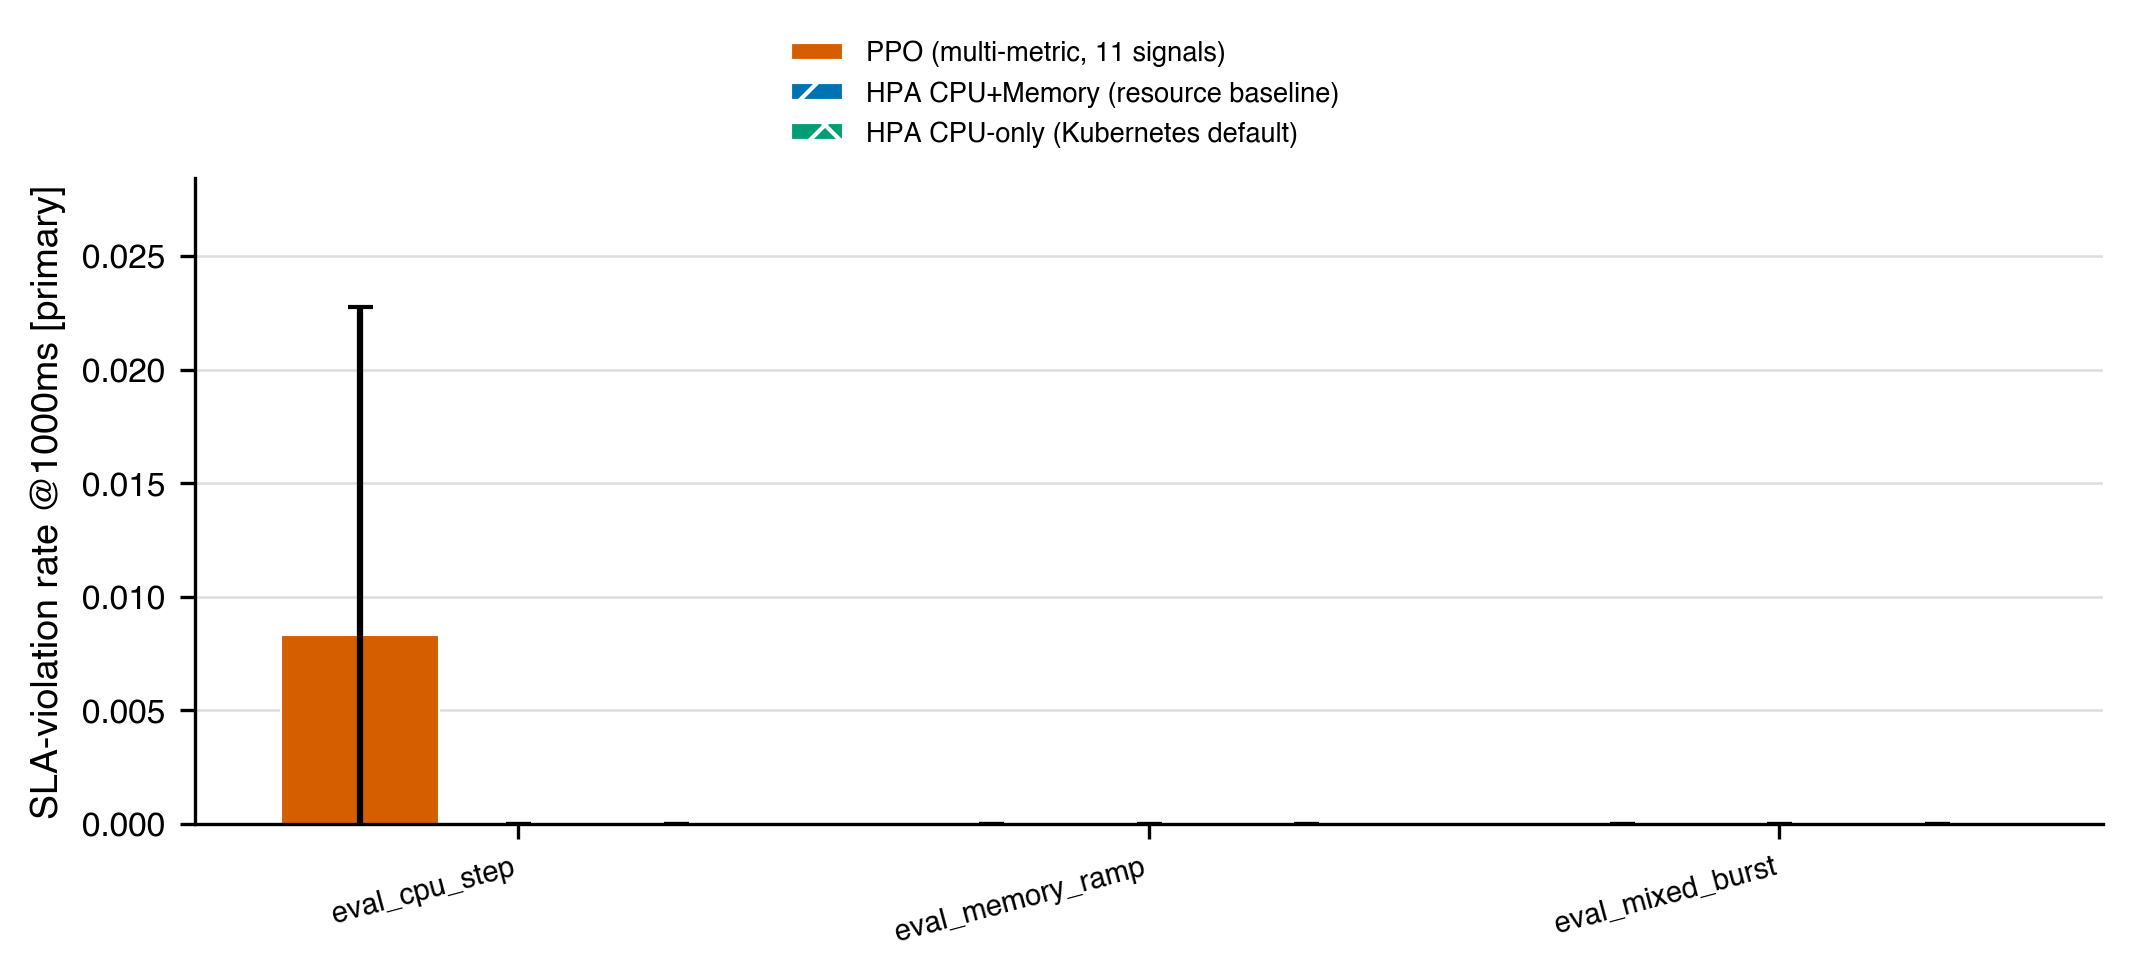 PPO (multi-metric, 11 signals)
HPA CPU+Memory (resource baseline)
HPA CPU-only (Kubernetes default)
SLA-violation rate @1000ms [primary]
0.025
0.020
0.015
0.010
0.005
0.000
eval_cpu_step
eval_memory_ramp
eval_mixed_burst